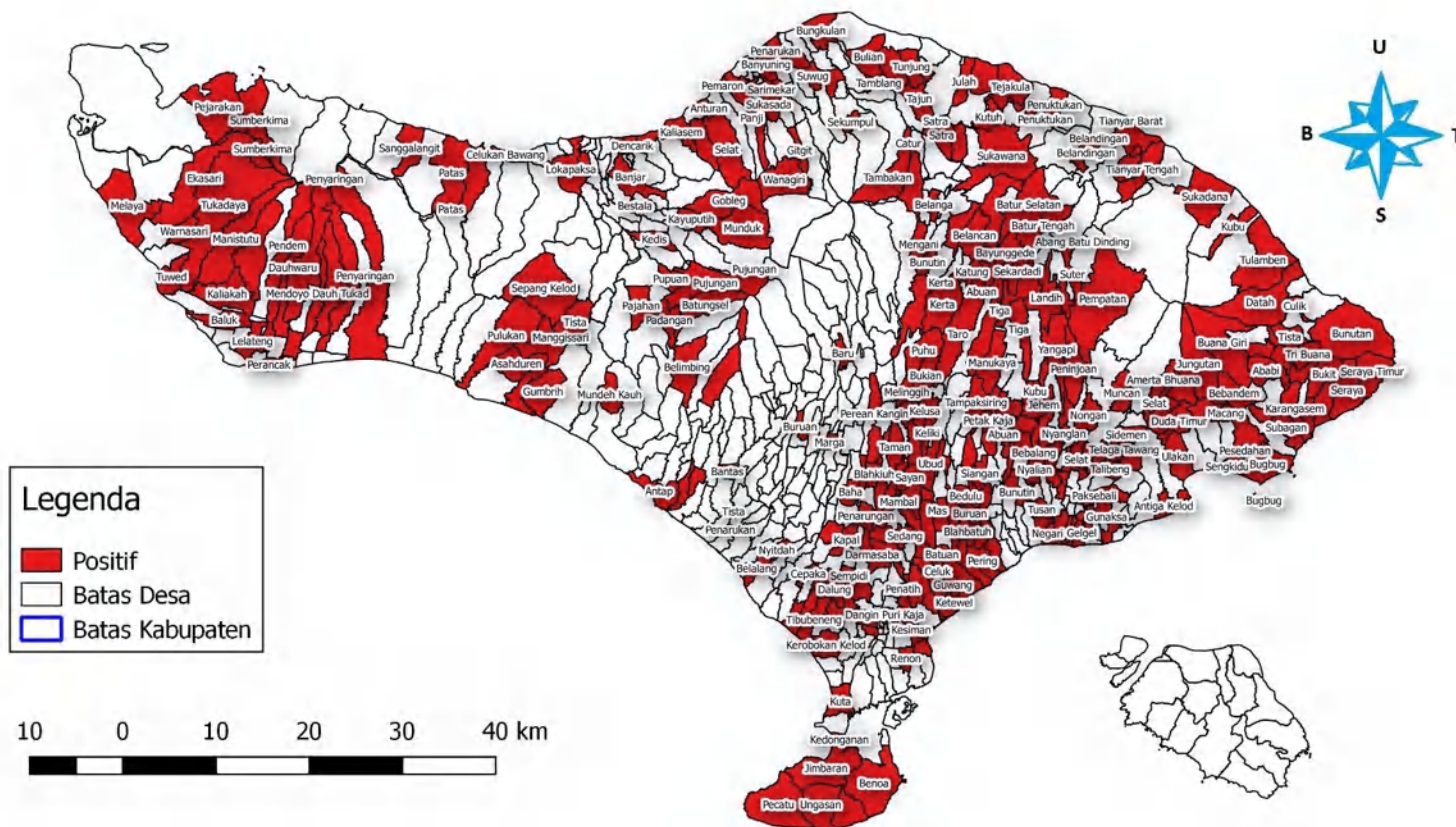 U
B
S
Bungkulan
Penarukan
Banyuning
Bulian
Tunjung
Suwug
Pemaron
Sarimekar
Tamblang
Julah
Tejakula
Pejarakan
Anturan
Sukasada
Tajun
Penuktukan
Sumberkima
Panji
Sekumpul
Satra
Kutuh
Penuktukan
Tianyar Barat
Kaliasem
Satra
Belandingan
Sumberkima
Sanggalangit
Celukan Bawang
Dencarik
Selat
Gitgit
Catur
Sukawana
Belandingan
Ekasari
Penyaringan
Patas
Lokapaksa
Banjar
Wanagiri
Tambakan
Tianyar Tengah
Melaya
Tukadaya
Patas
Bestala
Gobleg
Belanga
Batur Selatan
Sukadana
Warnasari
Manistutu
Kayuputih
Munduk
Batur Tengah
Kubu
Pendem
Kedis
Mengani
Belancan
Abang Batu Dinding
Dauhwaru
Bunutin
Bayunggede
Tulamben
Tuwed
Penyaringan
Pujungan
Katung
Sekardadi
Suter
Kaliakah
Mendoyo Dauh Tukad
Sepang Kelod
Pupuan
Pujungan
Kerta
Abuan
Landih
Pempatan
Datah
Culik
Baluk
Pajahan
Batungsel
Kerta
Tiga
Lelateng
Tista
Padangan
Taro
Tiga
Bunutan
Perancak
Pulukan
Manggissari
Baru
Puhu
Yangapi
Buana Giri
Tista
Asahduren
Belimbing
Bukian
Manukaya
Peninjoan
Jungutan
Tri Buana
Gumbrih
Mundeh Kauh
Melinggih
Amerta Bhuana
Ababi
Bukit
Seraya Timur
Perean Kangin
Kelusa
Tampaksiring
Kubu
Jehem
Muncan
Selat
Bebandem
Seraya
Buruan
Marga
Keliki
Petak Kaja
Nongan
Duda Timur
Macang
Karangasem
Taman
Abuan
Nyanglan
Sidemen
Subagan
Bantas
Ubud
Bebalang
Selat
Telaga Tawang
Ulakan
Pesedahan
Antap
Blahkiuh
Sayan
Siangan
Nyalian
Talibeng
Sengkidu
Bugbug
Baha
Mambal
Bedulu
Bunutin
Paksebali
Antiga Kelod
Bugbug
Tista
Penarungan
Mas
Buruan
Tusan
Gunaksa
Penarukan
Kapal
Sedang
Blahbatuh
Negari
Gelgel
Nyitdah
Darmasaba
Batuan
Pering
Belalang
Cepaka
Sempidi
Celuk
Dalung
Penatih
Guwang
Ketewel
Tibubeneng
Dangin Puri Kaja
Kesiman
Kerobokan Kelod
Renon
Kuta
Kedonganan
Jimbaran
Benoa
Pecatu
Ungasan
Legenda
Positif
Batas Desa
Batas Kabupaten
10 0 10 20 30 40 km